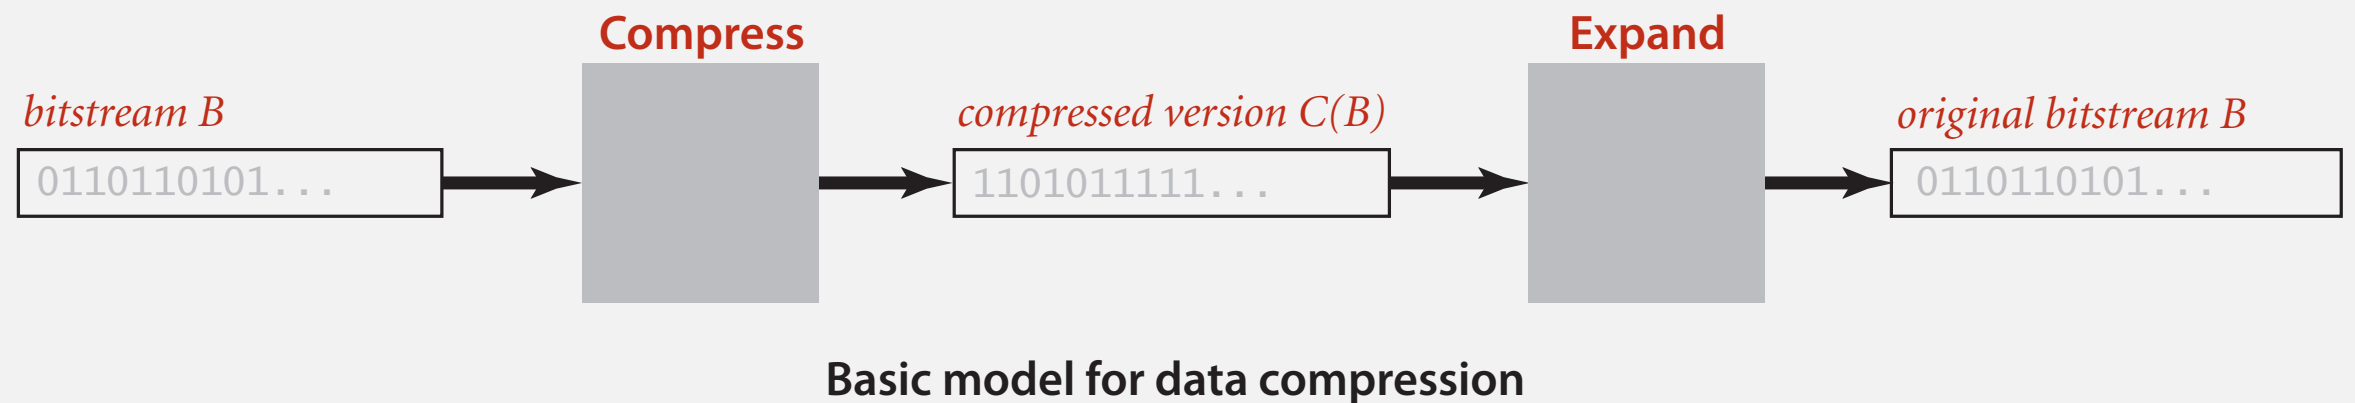 Compress
Expand
bitstream B
compressed version C(B)
original bitstream B
0110110101...
1101011111...
0110110101...
Basic model for data compression